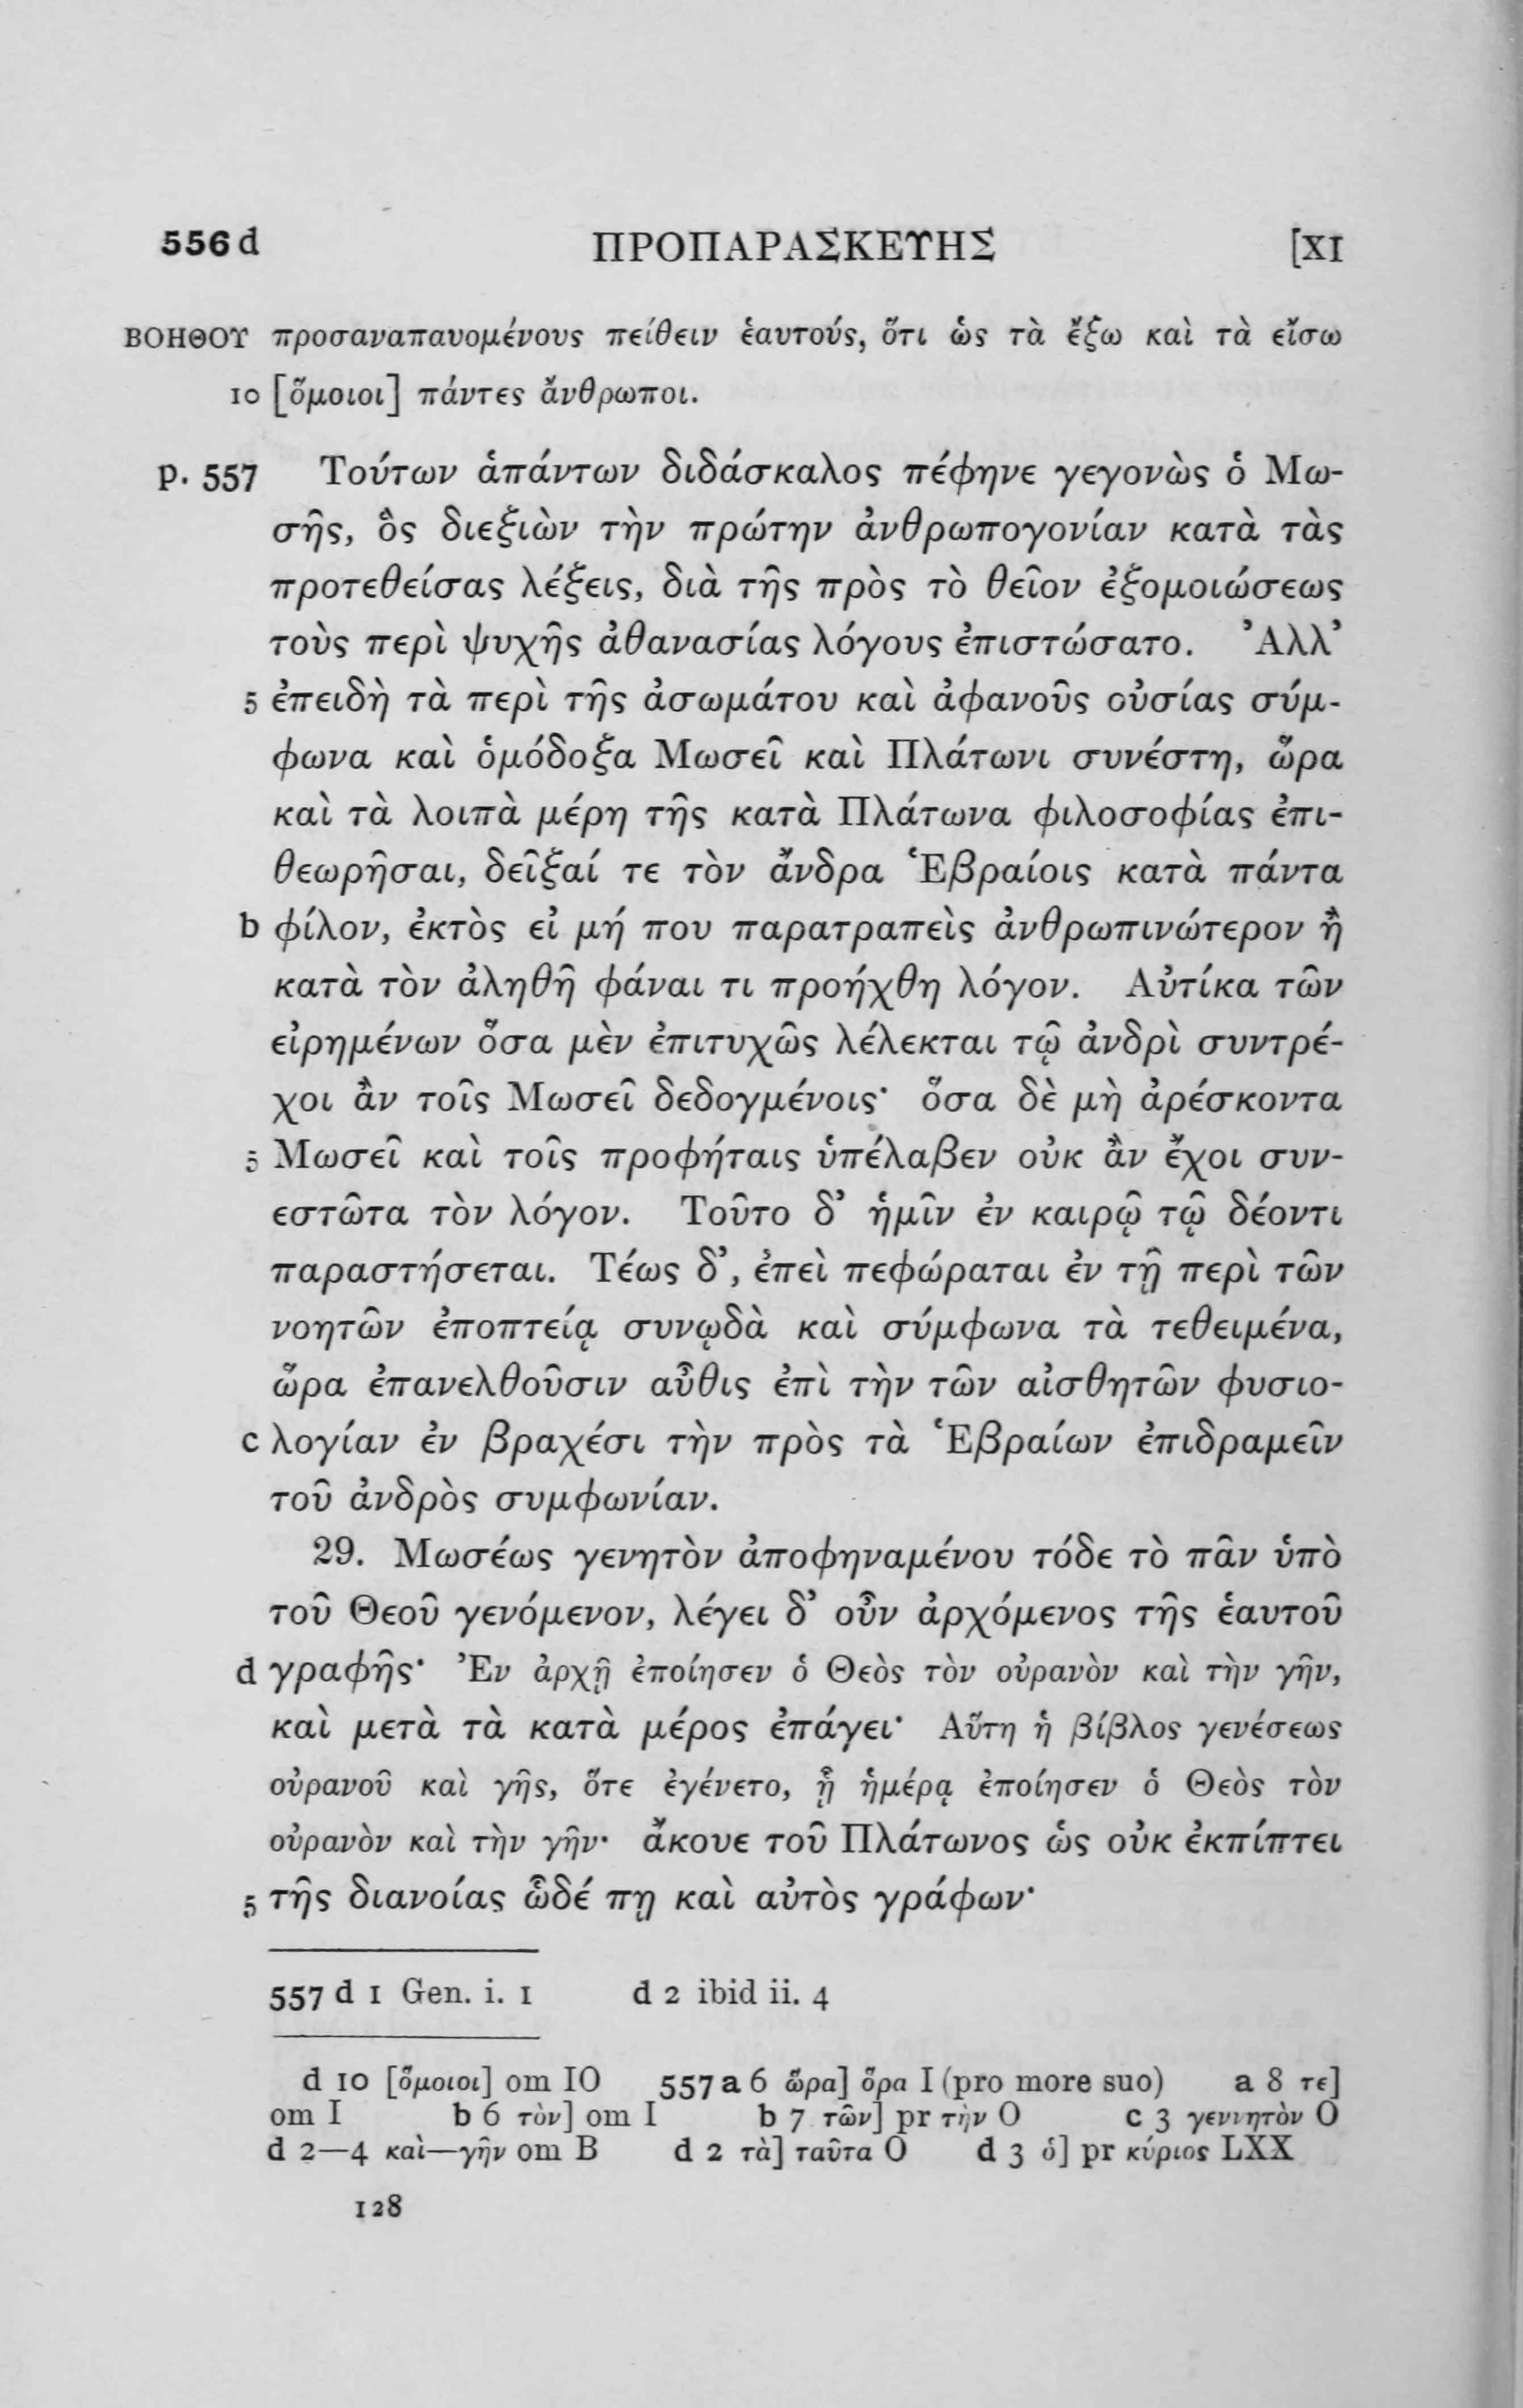 556 d ΠΡΟΠΑΡΑΣΚΕΥΗΣ [XI
ΒΟΗΘΟΥ προσαναπαυομένους πείθειν ἑαυτούς, ὅτι ὡς τὰ ἔξω καὶ τὰ εἴσω
10 [ὅμοιοι] πάντες ἄνθρωποι.
p. 557 Τούτων ἁπάντων διδάσκαλος πέφηνε γεγονὼς ὁ Μω-
σῆς, ὃς διεξιὼν τὴν πρώτην ἀνθρωπογονίαν κατὰ τὰς
προτεθείσας λέξεις, διὰ τῆς πρὸς τὸ θεῖον ἐξομοιώσεως
τοὺς περὶ ψυχῆς ἀθανασίας λόγους ἐπιστώσατο. Ἀλλ’
5 ἐπειδὴ τὰ περὶ τῆς ἀσωμάτου καὶ ἀφανοῦς οὐσίας σύμ-
φωνα καὶ ὁμόδοξα Μωσεῖ καὶ Πλάτωνι συνέστη, ὥρα
καὶ τὰ λοιπὰ μέρη τῆς κατὰ Πλάτωνα φιλοσοφίας ἐπι-
θεωρῆσαι, δεῖξαί τε τὸν ἄνδρα Ἑβραίοις κατὰ πάντα
b φίλον, ἐκτὸς εἰ μή που παρατραπεὶς ἀνθρωπινώτερον ἢ
κατὰ τὸν ἀληθῆ φάναι τι προήχθη λόγον. Αὐτίκα τῶν
εἰρημένων ὅσα μὲν ἐπιτυχῶς λέλεκται τῷ ἀνδρὶ συντρέ-
χοι ἂν τοῖς Μωσεῖ δεδογμένοις· ὅσα δὲ μὴ ἀρέσκοντα
5 Μωσεῖ καὶ τοῖς προφήταις ὑπέλαβεν οὐκ ἂν ἔχοι συν-
εστῶτα τὸν λόγον. Τοῦτο δ’ ἡμῖν ἐν καιρῷ τῷ δέοντι
παραστήσεται. Τέως δ’, ἐπεὶ πεφώραται ἐν τῇ περὶ τῶν
νοητῶν ἐποπτείᾳ συνῳδὰ καὶ σύμφωνα τὰ τεθειμένα,
ὥρα ἐπανελθοῦσιν αὖθις ἐπὶ τὴν τῶν αἰσθητῶν φυσιο-
c λογίαν ἐν βραχέσι τὴν πρὸς τὰ Ἑβραίων ἐπιδραμεῖν
τοῦ ἀνδρὸς συμφωνίαν.
29. Μωσέως γενητὸν ἀποφηναμένου τόδε τὸ πᾶν ὑπὸ
τοῦ Θεοῦ γενόμενον, λέγει δ’ οὖν ἀρχόμενος τῆς ἑαυτοῦ
d γραφῆς· Ἐν ἀρχῇ ἐποίησεν ὁ Θεὸς τὸν οὐρανὸν καὶ τὴν γῆν,
καὶ μετὰ τὰ κατὰ μέρος ἐπάγει· Αὕτη ἡ βίβλος γενέσεως
οὐρανοῦ καὶ γῆς, ὅτε ἐγένετο, ᾗ ἡμέρᾳ ἐποίησεν ὁ Θεὸς τὸν
οὐρανὸν καὶ τὴν γῆν· ἄκουε τοῦ Πλάτωνος ὡς οὐκ ἐκπίπτει
5 τῆς διανοίας ὧδέ πῃ καὶ αὐτὸς γράφων·
557 d 1 Gen. i. 1 d 2 ibid ii. 4
d 10 [ὅμοιοι] om IO 557 a 6 ὥρα] ὅρα I (pro more suo) a 8 τε]
om I b 6 τὸν] om I b 7 τῶν] pr τὴν O c 3 γεννητὸν O
d 2—4 καὶ—γῆν om B d 2 τὰ] ταῦτα O d 3 ὁ] pr κύριος LXX
128